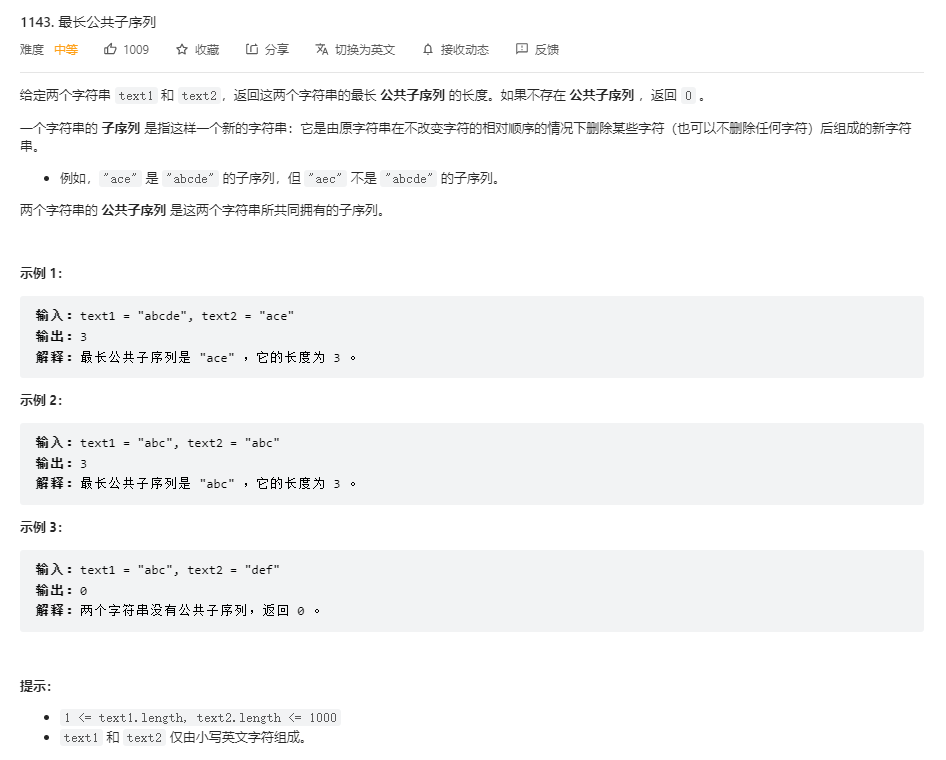 1143. 最长公共子序列
难度 中等 1009 收藏 分享 切换为英文 接收动态 反馈
给定两个字符串 text1 和 text2，返回这两个字符串的最长 公共子序列 的长度。如果不存在 公共子序列 ，返回 0 。
一个字符串的 子序列 是指这样一个新的字符串：它是由原字符串在不改变字符的相对顺序的情况下删除某些字符（也可以不删除任何字符）后组成的新字符
串。
• 例如，"ace" 是 "abcde" 的子序列，但 "aec" 不是 "abcde" 的子序列。
两个字符串的 公共子序列 是这两个字符串所共同拥有的子序列。
示例 1：
输入：text1 = "abcde", text2 = "ace"
输出：3
解释：最长公共子序列是 "ace" ，它的长度为 3 。
示例 2：
输入：text1 = "abc", text2 = "abc"
输出：3
解释：最长公共子序列是 "abc" ，它的长度为 3 。
示例 3：
输入：text1 = "abc", text2 = "def"
输出：0
解释：两个字符串没有公共子序列，返回 0 。
提示：
• 1 <= text1.length, text2.length <= 1000
• text1 和 text2 仅由小写英文字符组成。